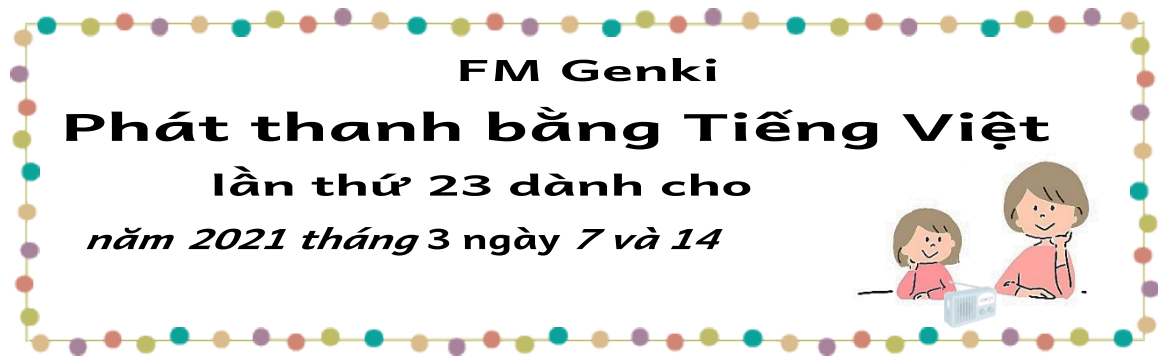 FM Genki
Phát thanh bằng Tiếng Việt
lần thứ 23 dành cho
năm 2021 tháng 3 ngày 7 và 14